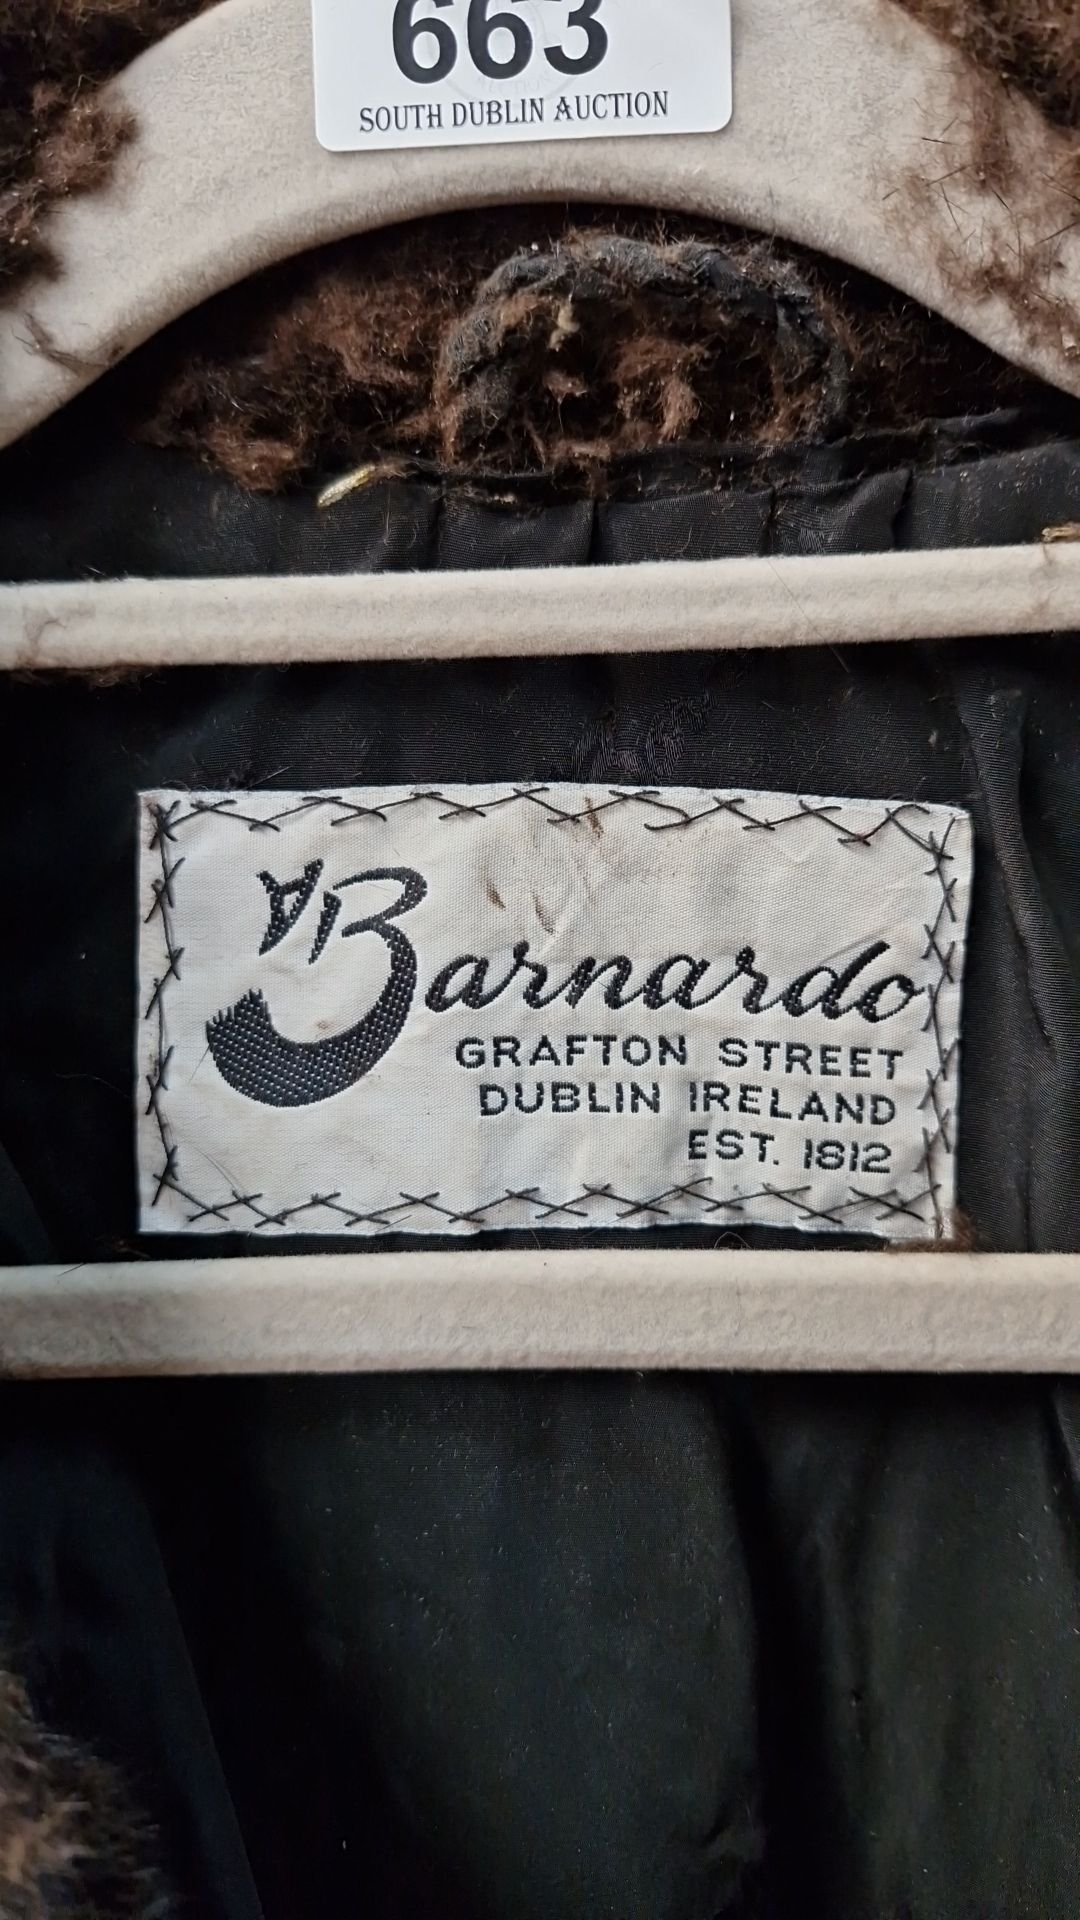 663
SOUTH DUBLIN AUCTION
Barnardo
GRAFTON STREET
DUBLIN IRELAND
EST. 1812